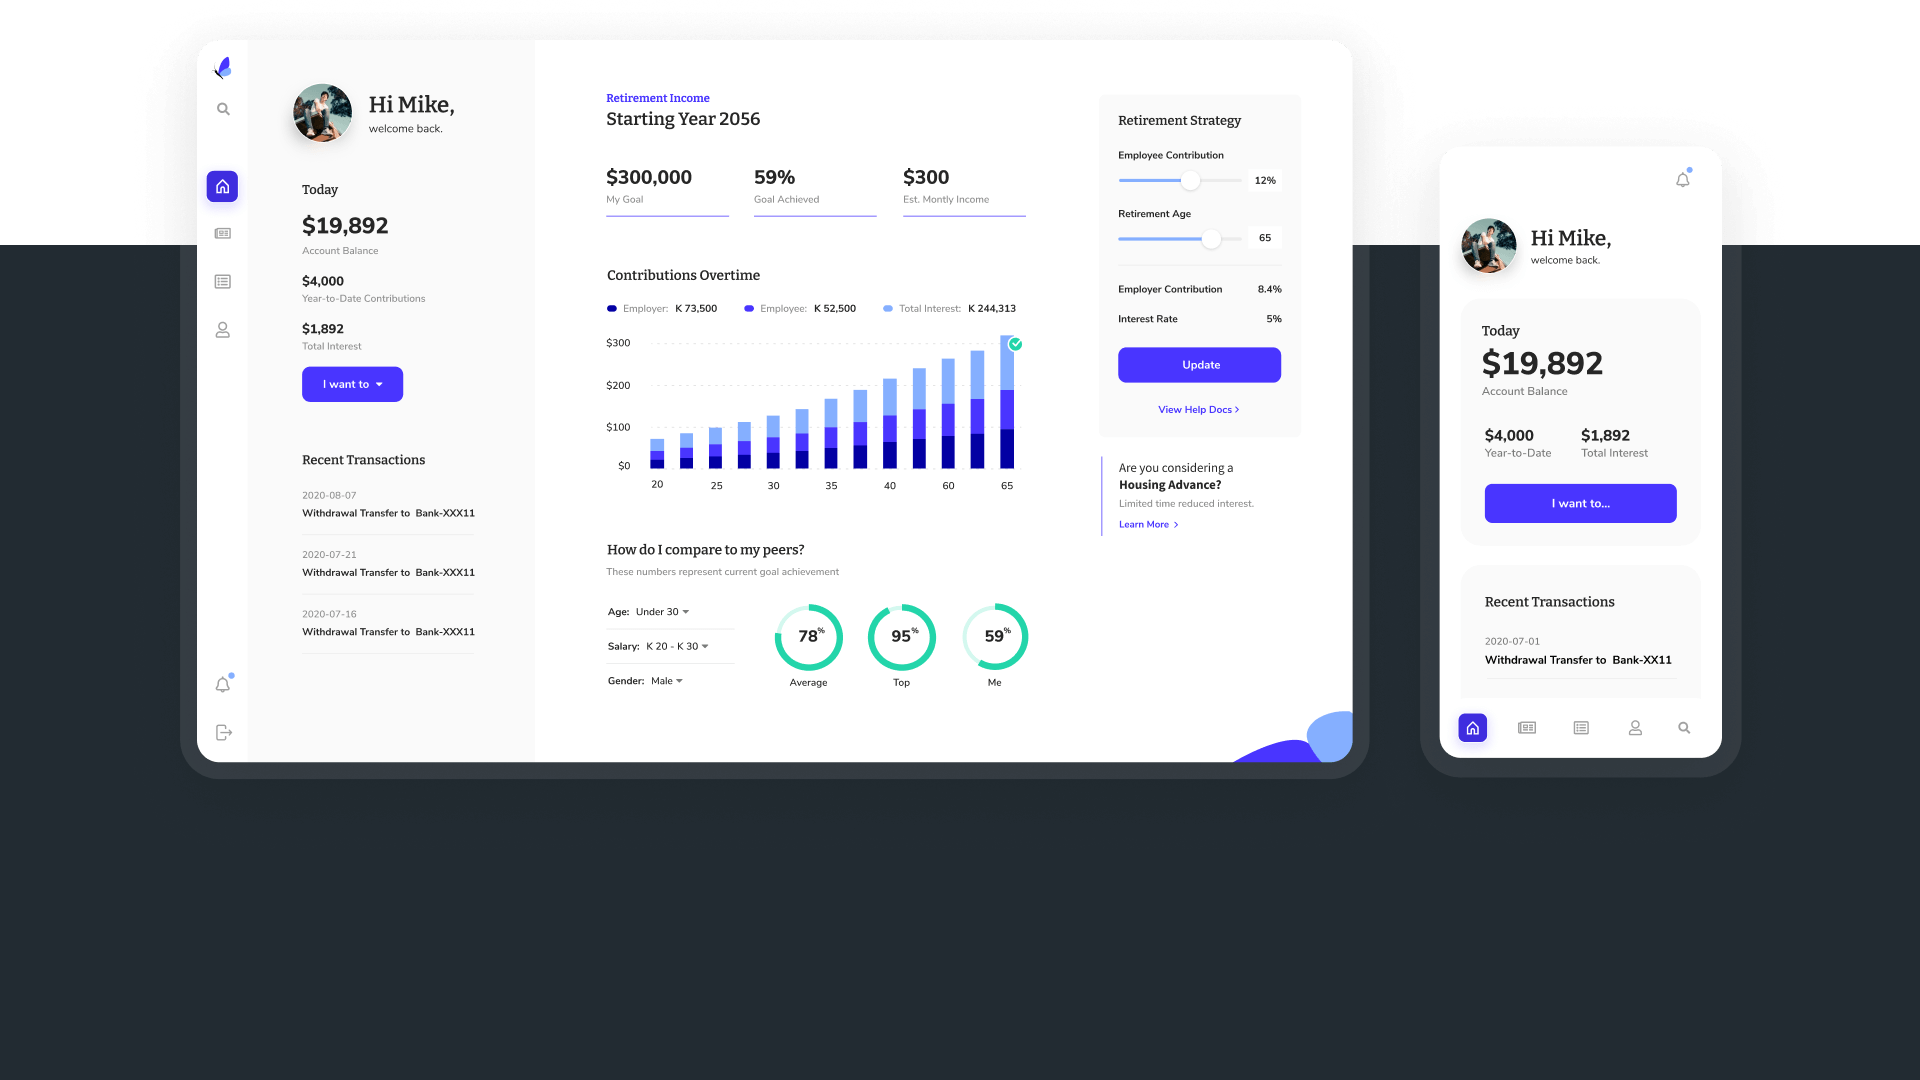 Hi Mike,
welcome back.
Today
$19,892
Account Balance
$4,000
Year-to-Date Contributions
$1,892
Total Interest
I want to
Recent Transactions
2020-08-07
Withdrawal Transfer to Bank-XXX11
2020-07-21
Withdrawal Transfer to Bank-XXX11
2020-07-16
Withdrawal Transfer to Bank-XXX11
Retirement Income
Starting Year 2056
$300,000 59% $300
My Goal Goal Achieved Est. Montly Income
Contributions Overtime
Employer: K 73,500 Employee: K 52,500 Total Interest: K 244,313
$300
$200
$100
$0
20 25 30 35 40 60 65
How do I compare to my peers?
These numbers represent current goal achievement
Age: Under 30
Salary: K 20 - K 30
Gender: Male
78% 95% 59%
Average Top Me
Retirement Strategy
Employee Contribution
12%
Retirement Age
65
Employer Contribution 8.4%
Interest Rate 5%
Update
View Help Docs >
Are you considering a
Housing Advance?
Limited time reduced interest.
Learn More >
Hi Mike,
welcome back.
Today
$19,892
Account Balance
$4,000 $1,892
Year-to-Date Total Interest
I want to...
Recent Transactions
2020-07-01
Withdrawal Transfer to Bank-XX11